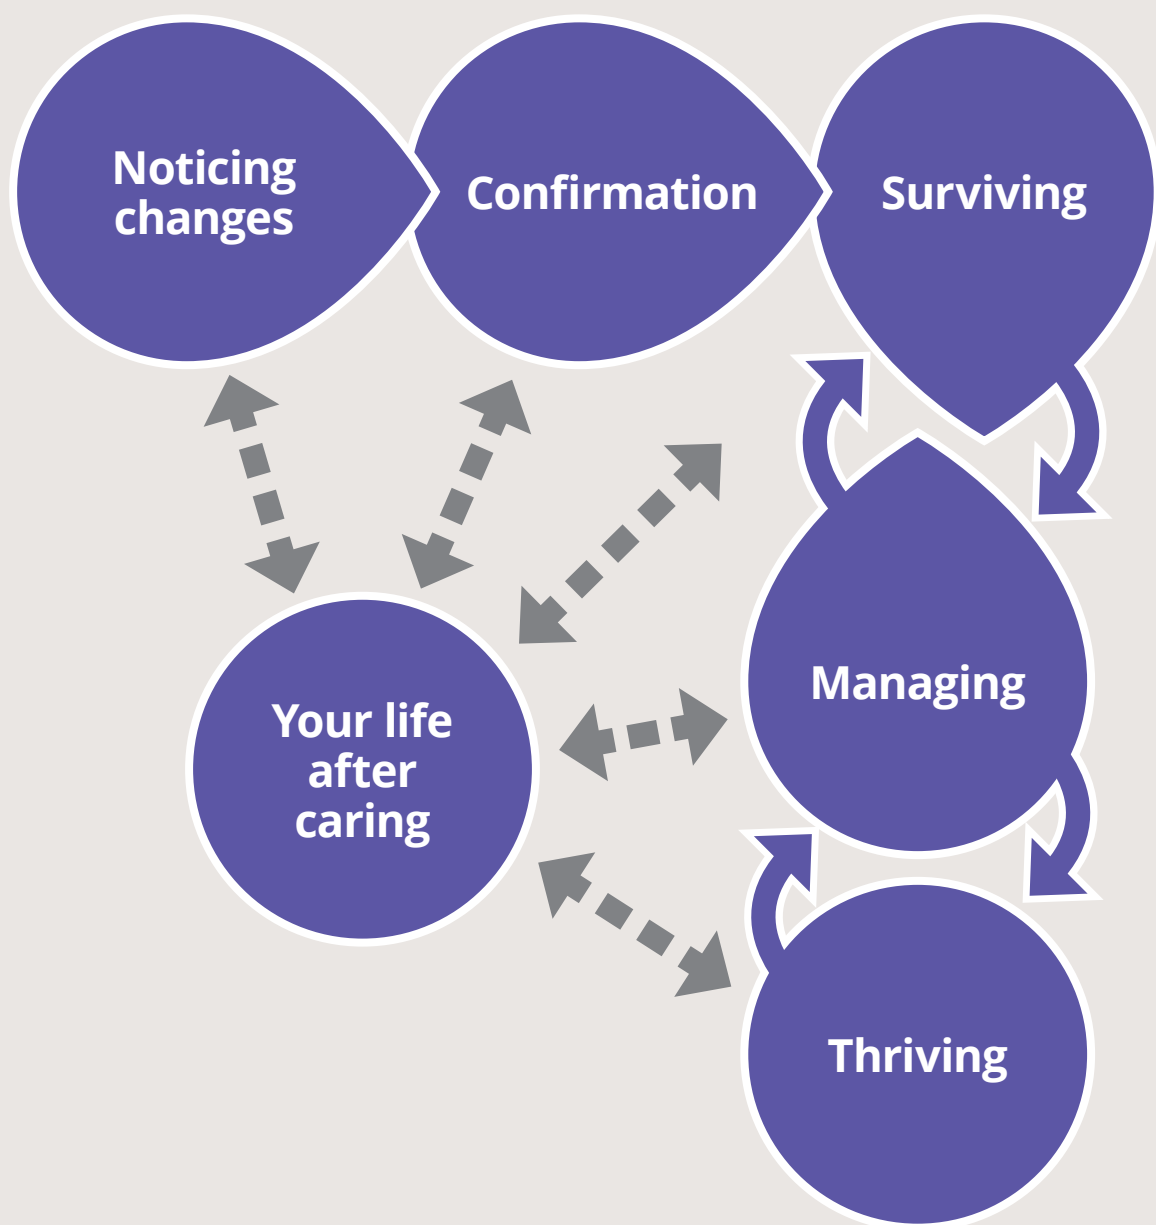 Noticing
changes
Confirmation
Surviving
Managing
Your life
after
caring
Thriving